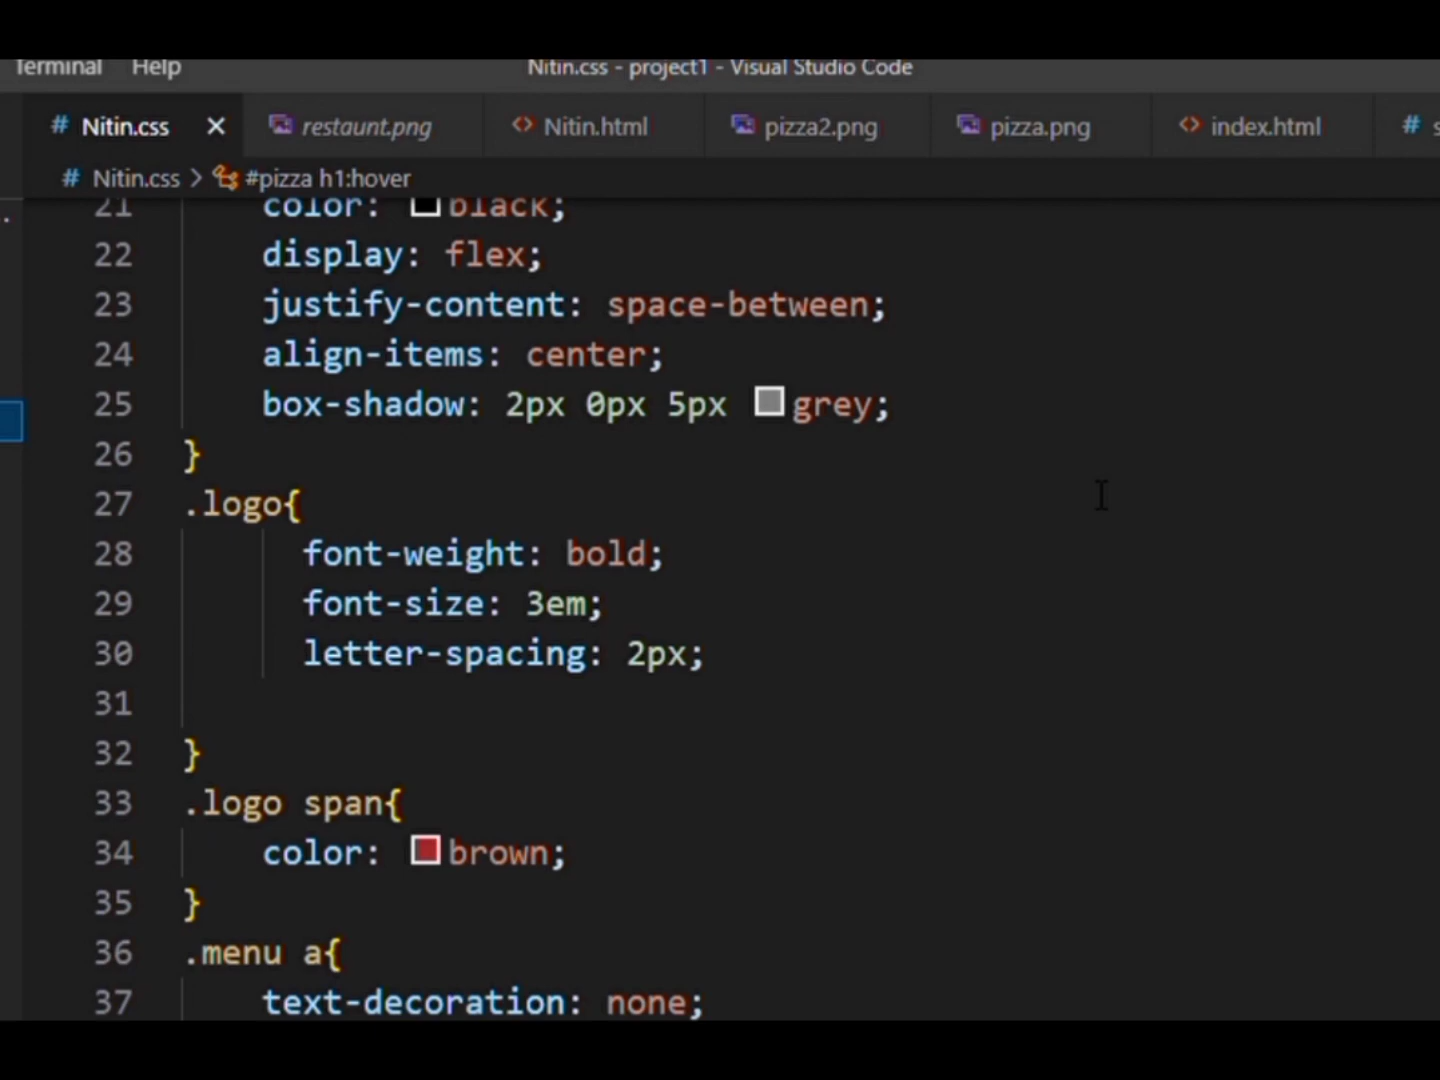 Terminal Help Nitin.css - project1 - Visual Studio Code
# Nitin.css × restaunt.png <> Nitin.html pizza2.png pizza.png <> index.html #
# Nitin.css > #pizza h1:hover
21 color: black;
22 display: flex;
23 justify-content: space-between;
24 align-items: center;
25 box-shadow: 2px 0px 5px grey;
26 }
27 .logo{
28 font-weight: bold;
29 font-size: 3em;
30 letter-spacing: 2px;
31
32 }
33 .logo span{
34 color: brown;
35 }
36 .menu a{
37 text-decoration: none;